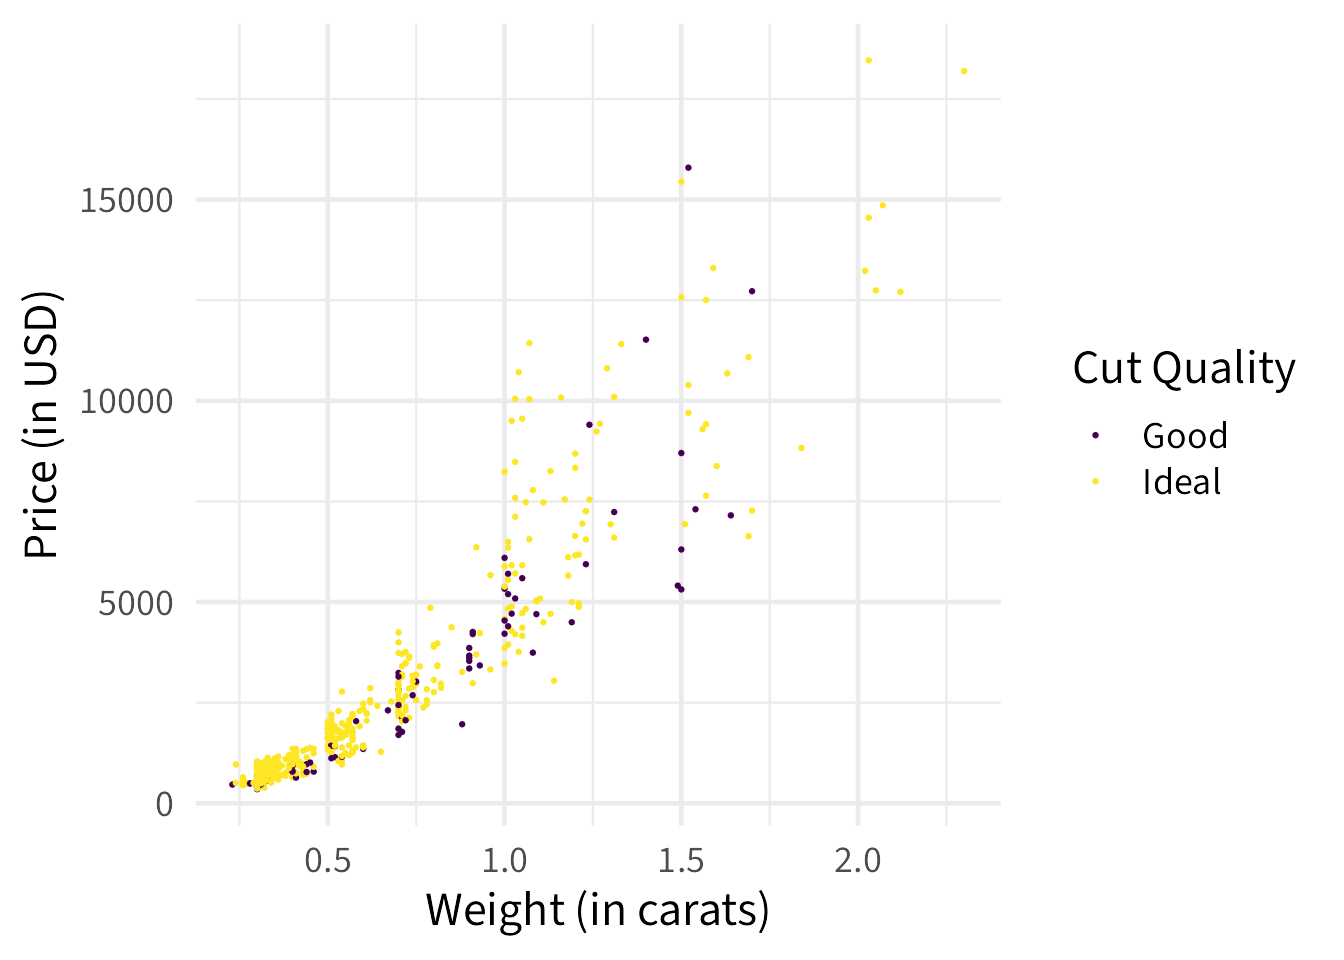 15000
10000
5000
0
Price (in USD)
0.5 1.0 1.5 2.0
Weight (in carats)
Cut Quality
Good
Ideal